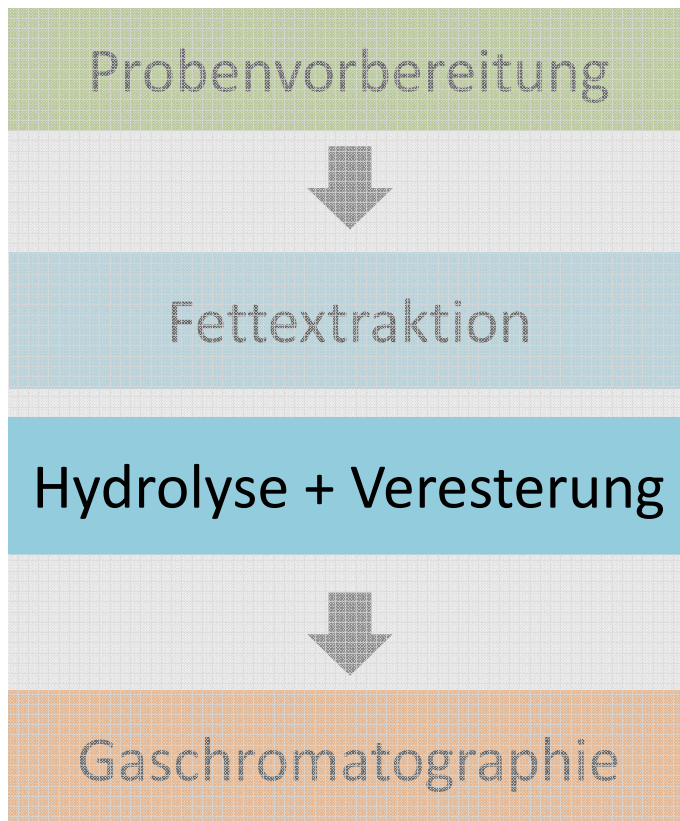 Probenvorbereitung
Fettextraktion
Hydrolyse + Veresterung
Gaschromatographie